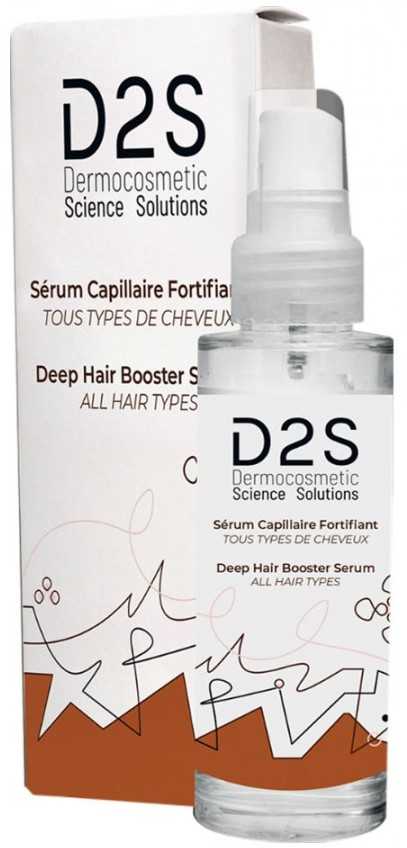 D2S
Dermocosmetic
Science Solutions
Sérum Capillaire Fortifian
TOUS TYPES DE CHEVEUX
Deep Hair Booster S
ALL HAIR TYPES
D2S
Dermocosmetic
Science Solutions
Sérum Capillaire Fortifiant
TOUS TYPES DE CHEVEUX
Deep Hair Booster Serum
ALL HAIR TYPES